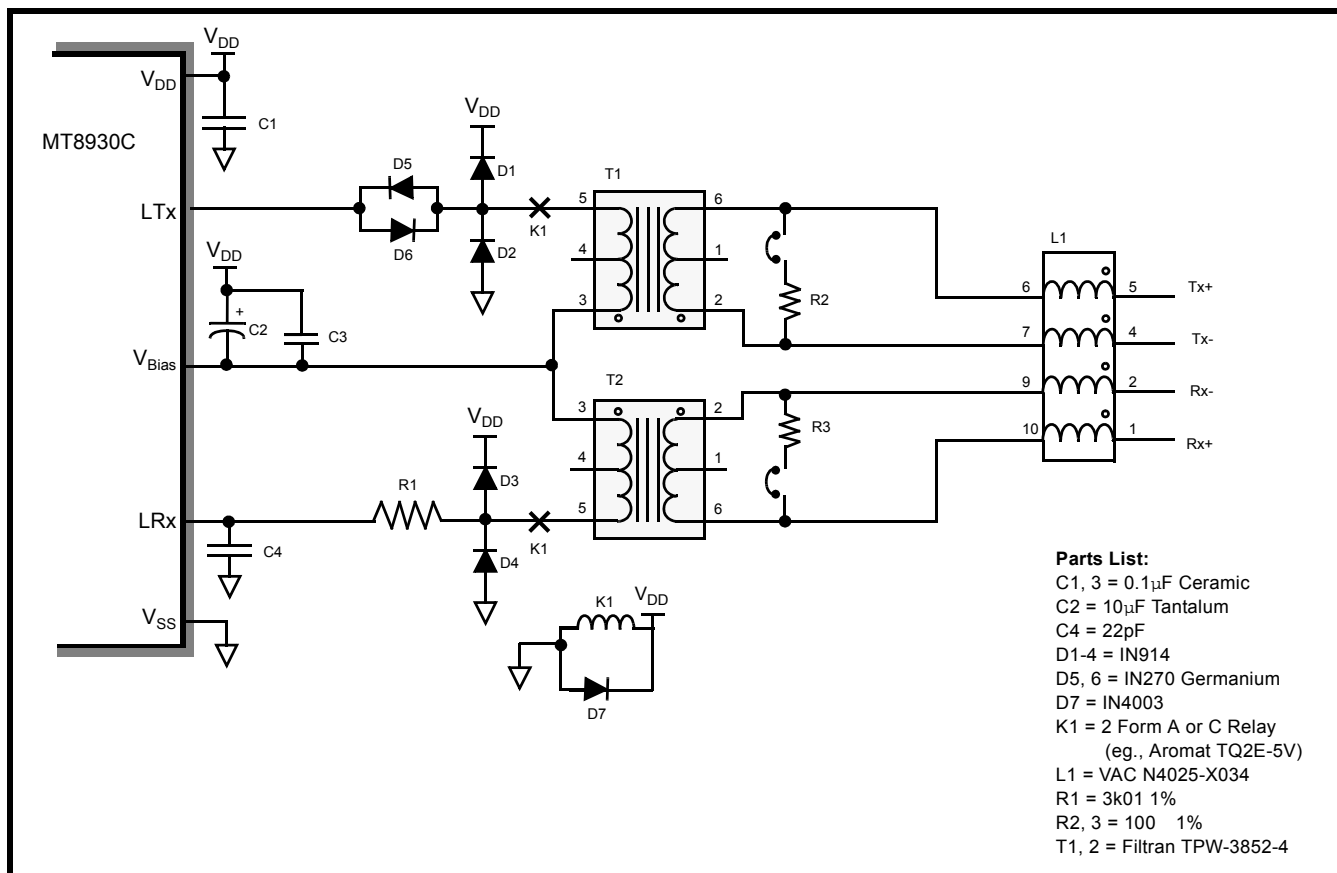 VDD
VDD
C1
MT8930C
LTx
D5
D6
VDD
D1
D2
K1
T1
5
4
3
6
1
2
R2
L1
6
5
Tx+
7
4
Tx-
9
2
Rx-
10
1
Rx+
VDD
+
C2
C3
VBias
T2
3
4
5
2
1
6
R3
VDD
D3
D4
R1
K1
LRx
C4
VSS
K1
VDD
D7
Parts List:
C1, 3 = 0.1µF Ceramic
C2 = 10µF Tantalum
C4 = 22pF
D1-4 = IN914
D5, 6 = IN270 Germanium
D7 = IN4003
K1 = 2 Form A or C Relay
(eg., Aromat TQ2E-5V)
L1 = VAC N4025-X034
R1 = 3k01 1%
R2, 3 = 100 1%
T1, 2 = Filtran TPW-3852-4